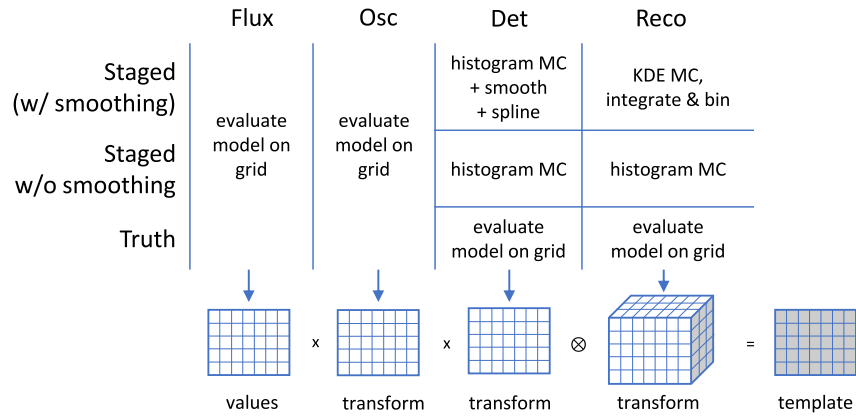 Flux Osc Det Reco
Staged
(w/ smoothing)
histogram MC
+ smooth
+ spline
KDE MC,
integrate & bin
evaluate
model on
grid
evaluate
model on
grid
Staged
w/o smoothing
histogram MC
histogram MC
Truth
evaluate
model on grid
evaluate
model on grid
x x ⊗ =
values transform transform transform template